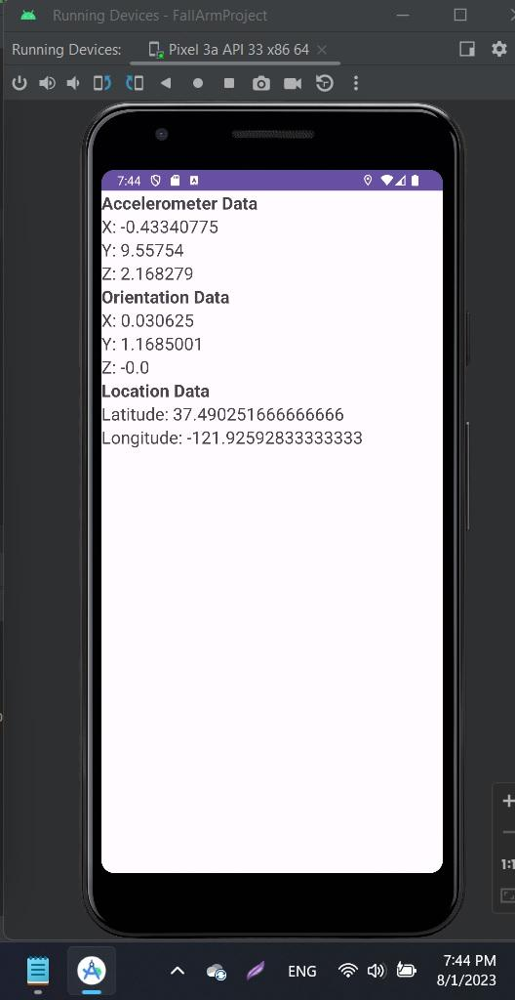 Running Devices - FallArmProject
Running Devices:
Pixel 3a API 33 x86 64
7:44
Accelerometer Data
X: -0.43340775
Y: 9.55754
Z: 2.168279
Orientation Data
X: 0.030625
Y: 1.1685001
Z: -0.0
Location Data
Latitude: 37.490251666666666
Longitude: -121.92592833333333
1:1
ENG
7:44 PM
8/1/2023